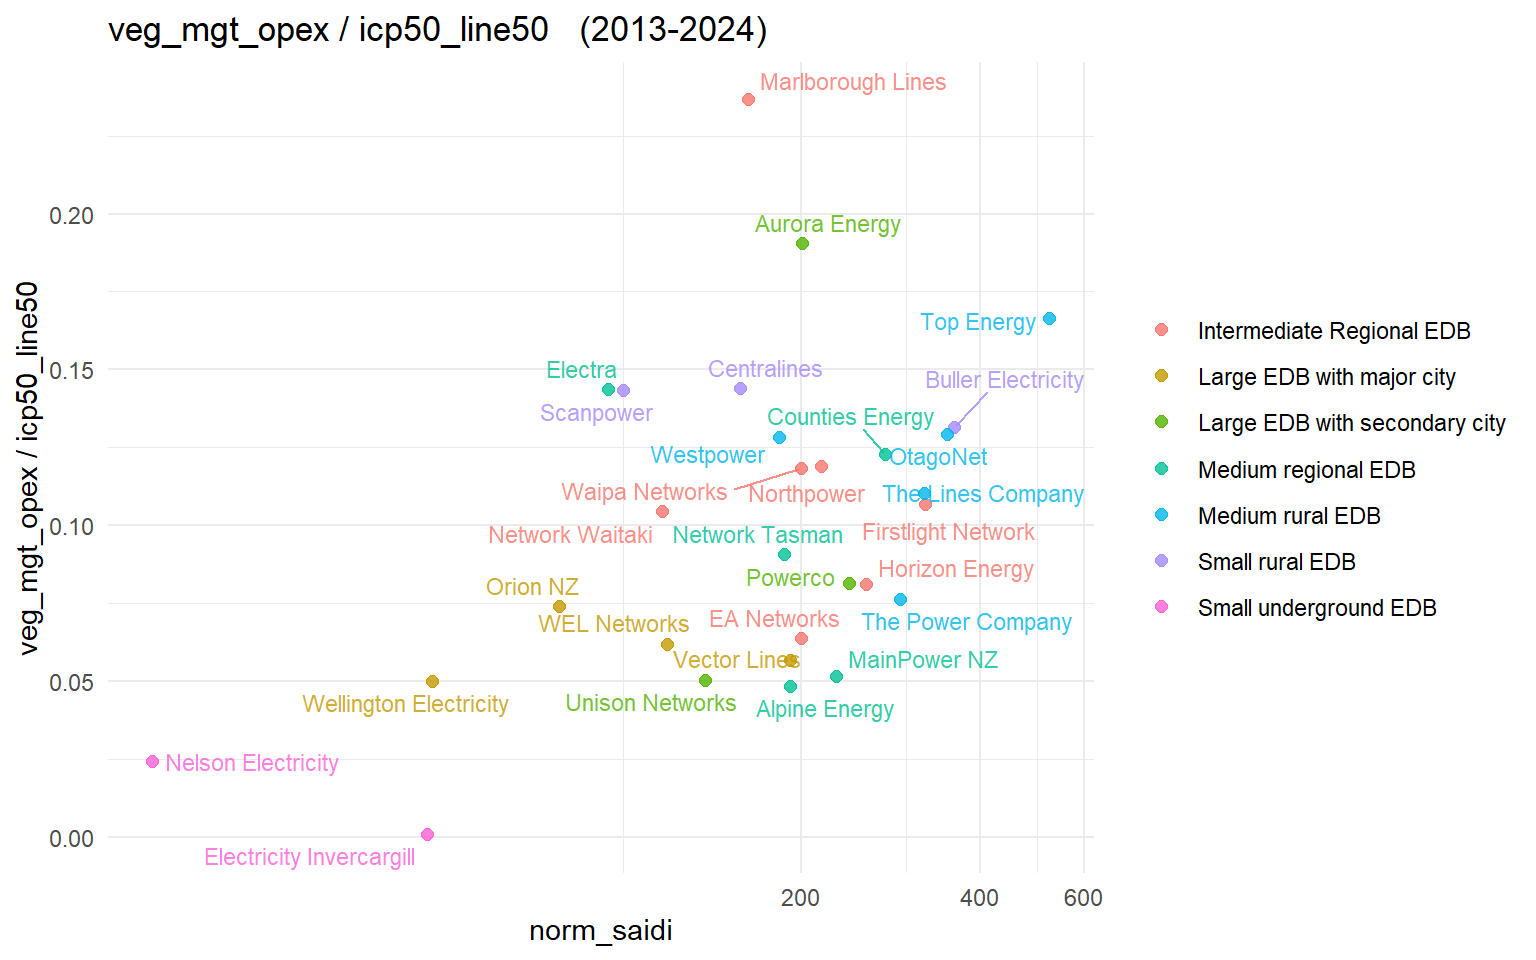 veg_mgt_opex / icp50_line50   (2013-2024)
Marlborough Lines
0.20
Aurora Energy
Top Energy
0.15
Electra
Centralines
Buller Electricity
Scanpower
Counties Energy
Westpower
OtagoNet
Waipa Networks
Northpower
The Lines Company
0.10
Network Waitaki
Network Tasman
Firstlight Network
Powerco
Horizon Energy
Orion NZ
WEL Networks
EA Networks
The Power Company
Vector Lines
MainPower NZ
0.05
Wellington Electricity
Unison Networks
Alpine Energy
Nelson Electricity
0.00
Electricity Invercargill
200
400
600
norm_saidi
veg_mgt_opex / icp50_line50
Intermediate Regional EDB
Large EDB with major city
Large EDB with secondary city
Medium regional EDB
Medium rural EDB
Small rural EDB
Small underground EDB